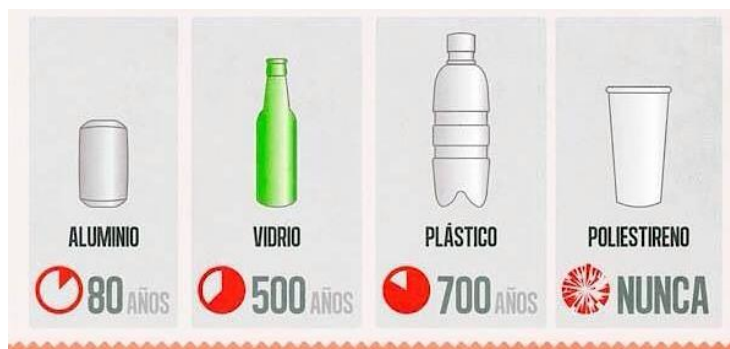 ALUMINIO
80 AÑOS
VIDRIO
500 AÑOS
PLÁSTICO
700 AÑOS
POLIESTIRENO
NUNCA